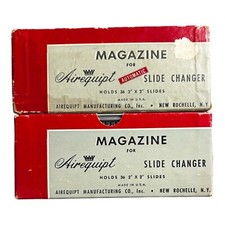 MAGAZINE
FOR
Airequipt AUTOMATIC SLIDE CHANGER
HOLDS 36 2" X 2" SLIDES
MADE IN U.S.A.
AIREQUIPT MANUFACTURING CO., Inc. • NEW ROCHELLE, N.Y.
MAGAZINE
FOR
Airequipt SLIDE CHANGER
HOLDS 36 2" X 2" SLIDES
MADE IN U.S.A.
AIREQUIPT MANUFACTURING CO., Inc. • NEW ROCHELLE, N.Y.